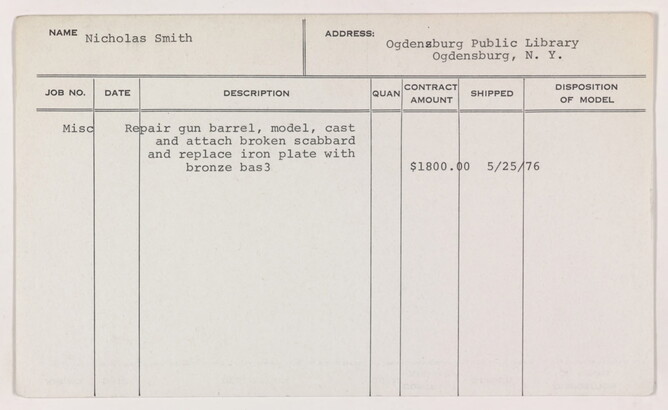 NAME Nicholas Smith
ADDRESS: Ogdensburg Public Library
Ogdensburg, N. Y.
JOB NO. DATE DESCRIPTION QUAN CONTRACT AMOUNT SHIPPED DISPOSITION OF MODEL
Misc Repair gun barrel, model, cast
and attach broken scabbard
and replace iron plate with
bronze bas3 $1800.00 5/25/76